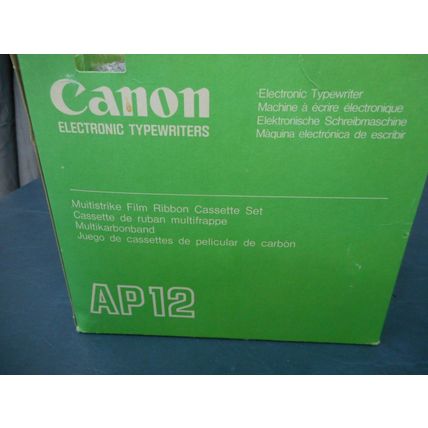 Canon
ELECTRONIC TYPEWRITERS
Electronic Typewriter
Machine à écrire électronique
Elektronische Schreibmaschine
Máquina electrónica de escribir
Multistrike Film Ribbon Cassette Set
Cassette de ruban multifrappe
Multikarbonband
Juego de cassettes de pelicular de carbón
AP12